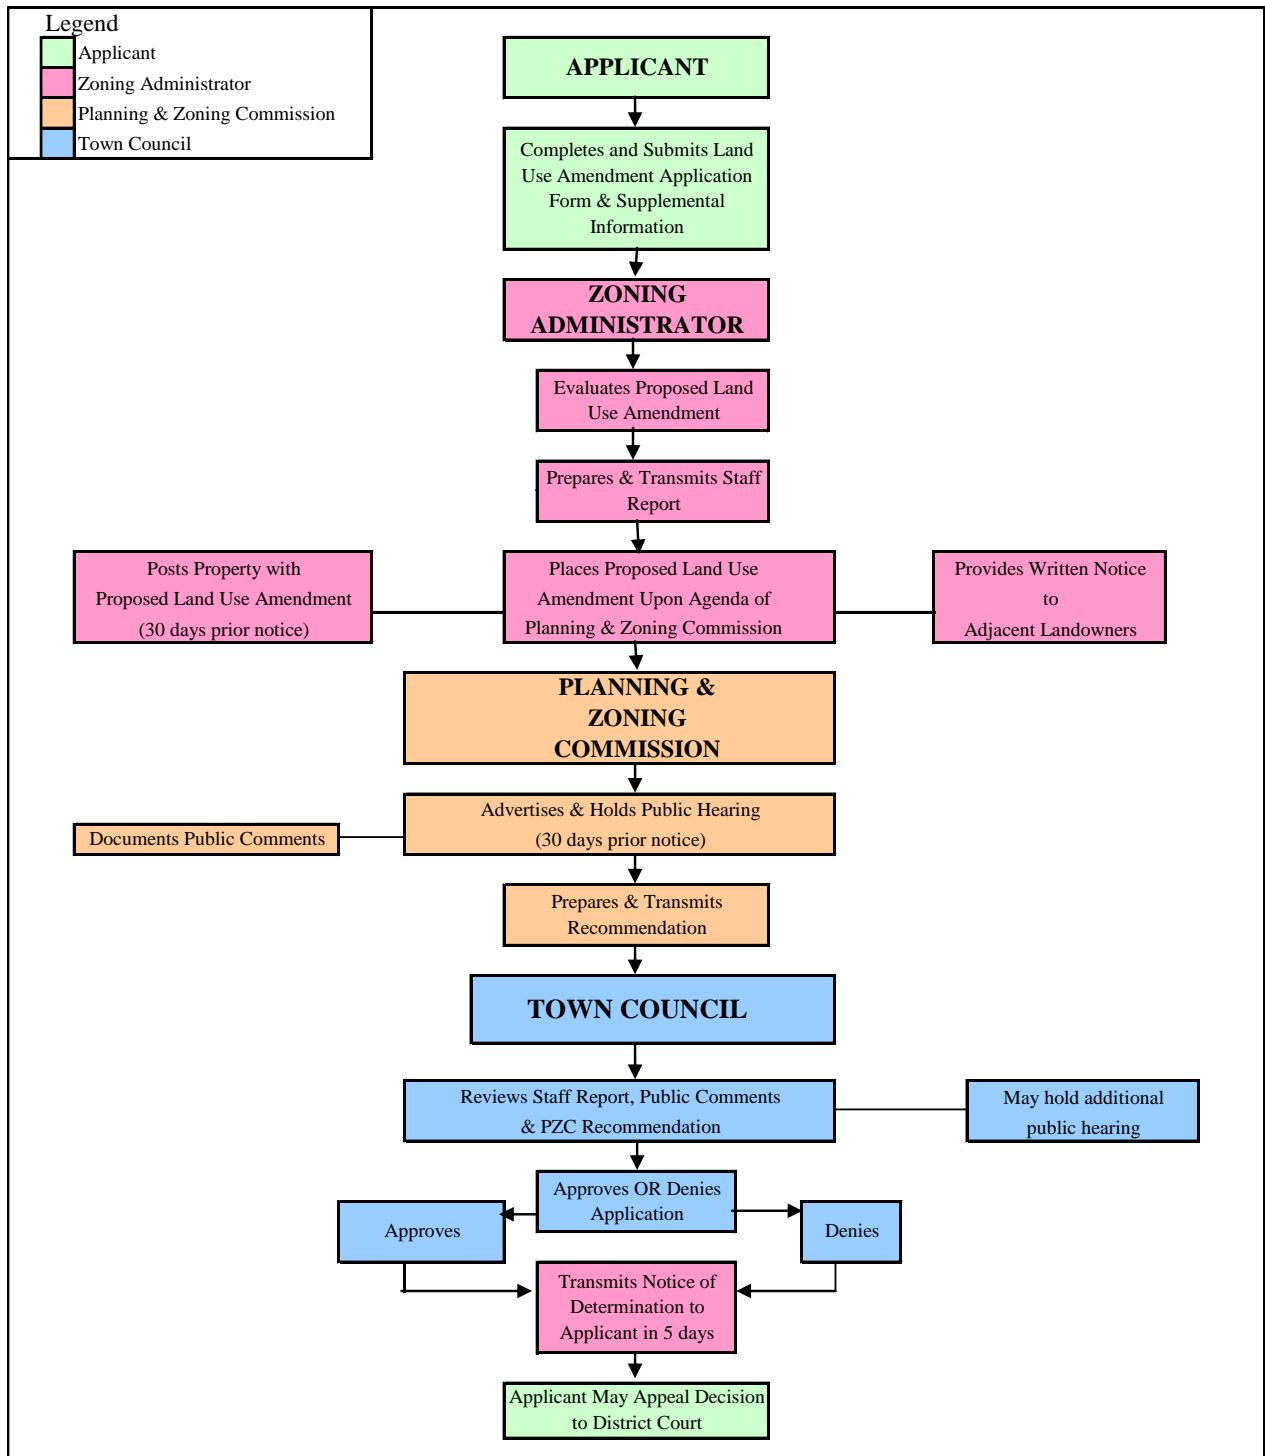 Legend
Applicant
Zoning Administrator
Planning & Zoning Commission
Town Council
APPLICANT
Completes and Submits Land
Use Amendment Application
Form & Supplemental
Information
ZONING
ADMINISTRATOR
Evaluates Proposed Land
Use Amendment
Prepares & Transmits Staff
Report
Posts Property with
Proposed Land Use Amendment
(30 days prior notice)
Places Proposed Land Use
Amendment Upon Agenda of
Planning & Zoning Commission
Provides Written Notice
to
Adjacent Landowners
PLANNING &
ZONING
COMMISSION
Documents Public Comments
Advertises & Holds Public Hearing
(30 days prior notice)
Prepares & Transmits
Recommendation
TOWN COUNCIL
Reviews Staff Report, Public Comments
& PZC Recommendation
May hold additional
public hearing
Approves OR Denies
Application
Approves
Denies
Transmits Notice of
Determination to
Applicant in 5 days
Applicant May Appeal Decision
to District Court